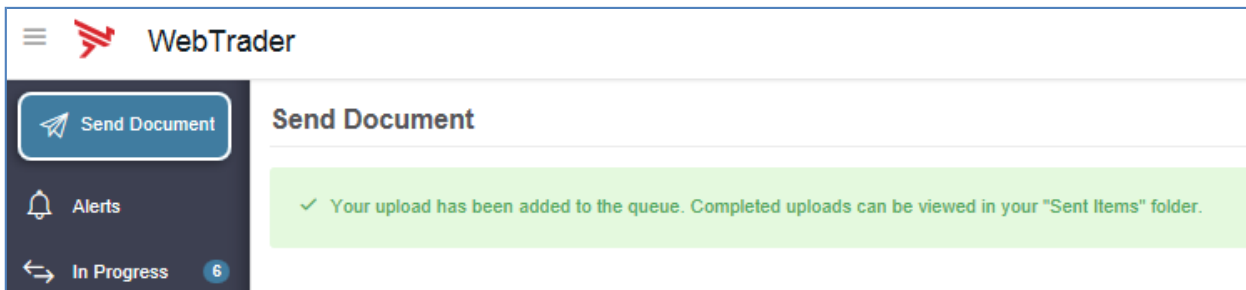 WebTrader
Send Document
Send Document
Your upload has been added to the queue. Completed uploads can be viewed in your "Sent Items" folder.
Alerts
In Progress 6